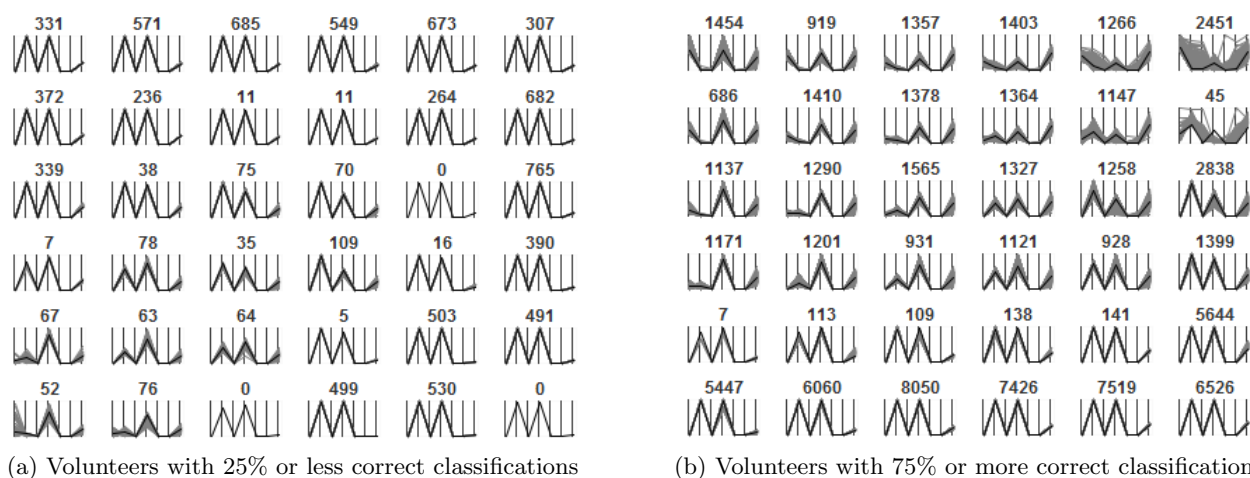 331 571 685 549 673 307
372 236 11 11 264 682
339 38 75 70 0 765
7 78 35 109 16 390
67 63 64 5 503 491
52 76 0 499 530 0
(a) Volunteers with 25% or less correct classifications
1454 919 1357 1403 1266 2451
686 1410 1378 1364 1147 45
1137 1290 1565 1327 1258 2838
1171 1201 931 1121 928 1399
7 113 109 138 141 5644
5447 6060 8050 7426 7519 6526
(b) Volunteers with 75% or more correct classification